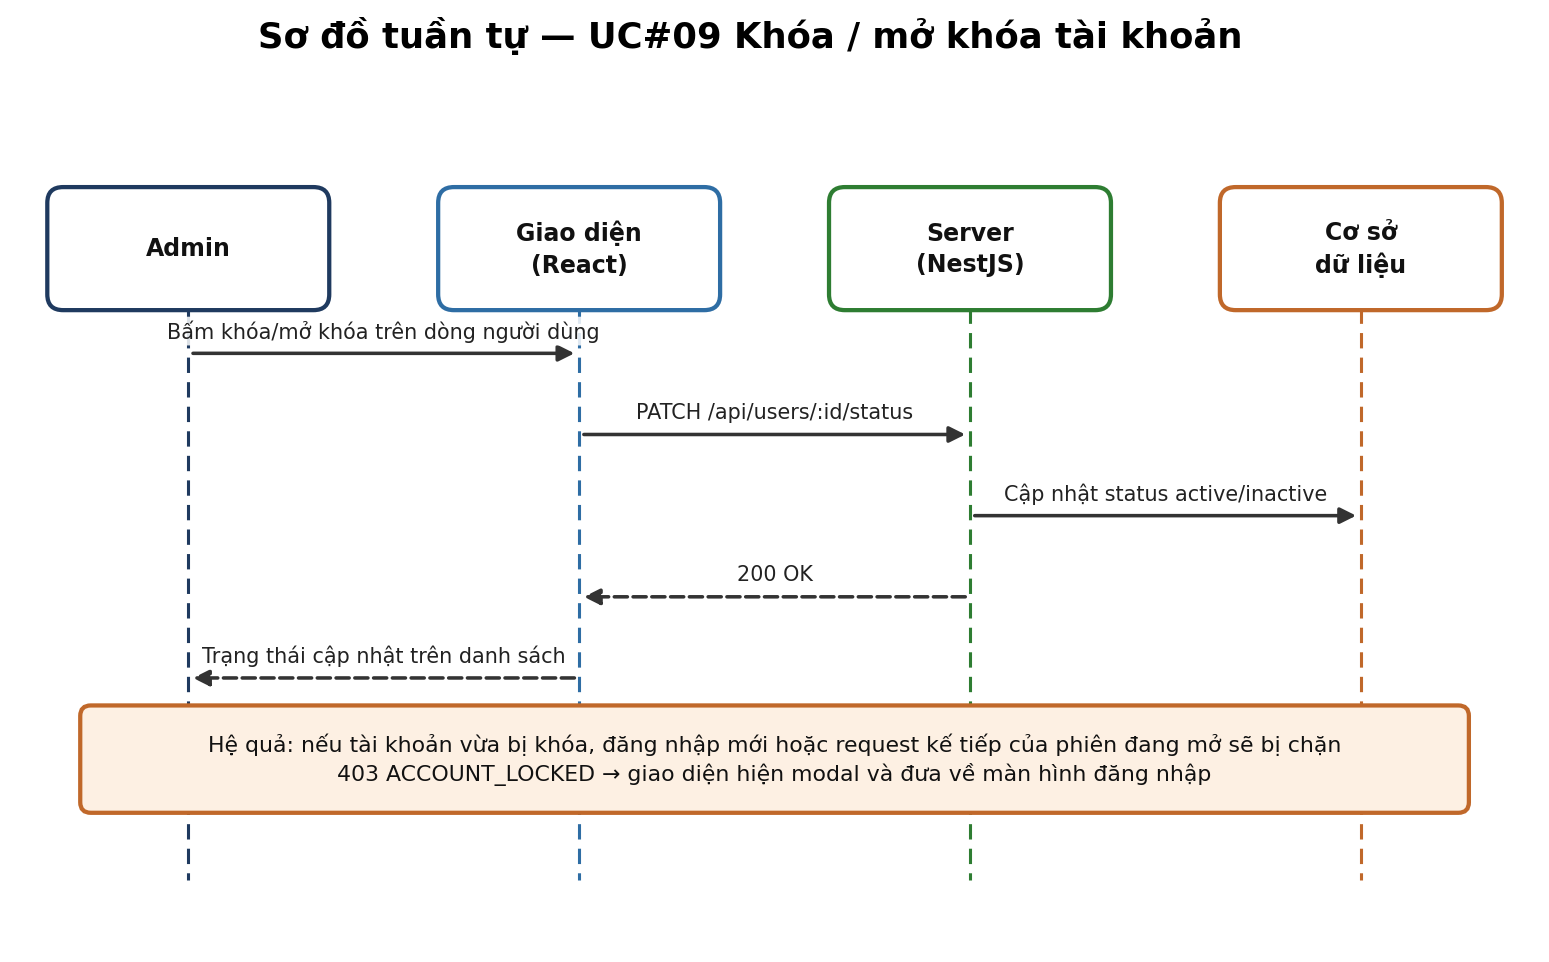 Sơ đồ tuần tự — UC#09 Khóa / mở khóa tài khoản
Admin
Giao diện
(React)
Server
(NestJS)
Cơ sở
dữ liệu
Bấm khóa/mở khóa trên dòng người dùng
PATCH /api/users/:id/status
Cập nhật status active/inactive
200 OK
Trạng thái cập nhật trên danh sách
Hệ quả: nếu tài khoản vừa bị khóa, đăng nhập mới hoặc request kế tiếp của phiên đang mở sẽ bị chặn
403 ACCOUNT_LOCKED → giao diện hiện modal và đưa về màn hình đăng nhập